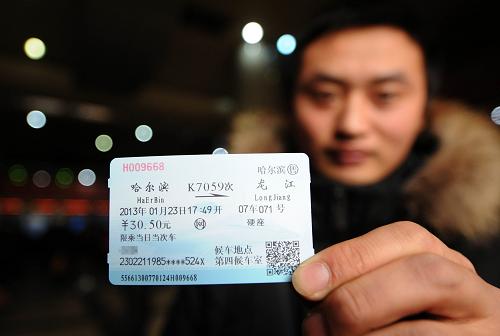 H009668 哈尔滨 售
哈尔滨 K7059次 龙江
HaErBin LongJiang
2013年01月23日17:49开 07车071号
￥30.50元 网 硬座
限乘当日当次车
候车地点
2302211985****524X 第四候车室
55661300770124H009668